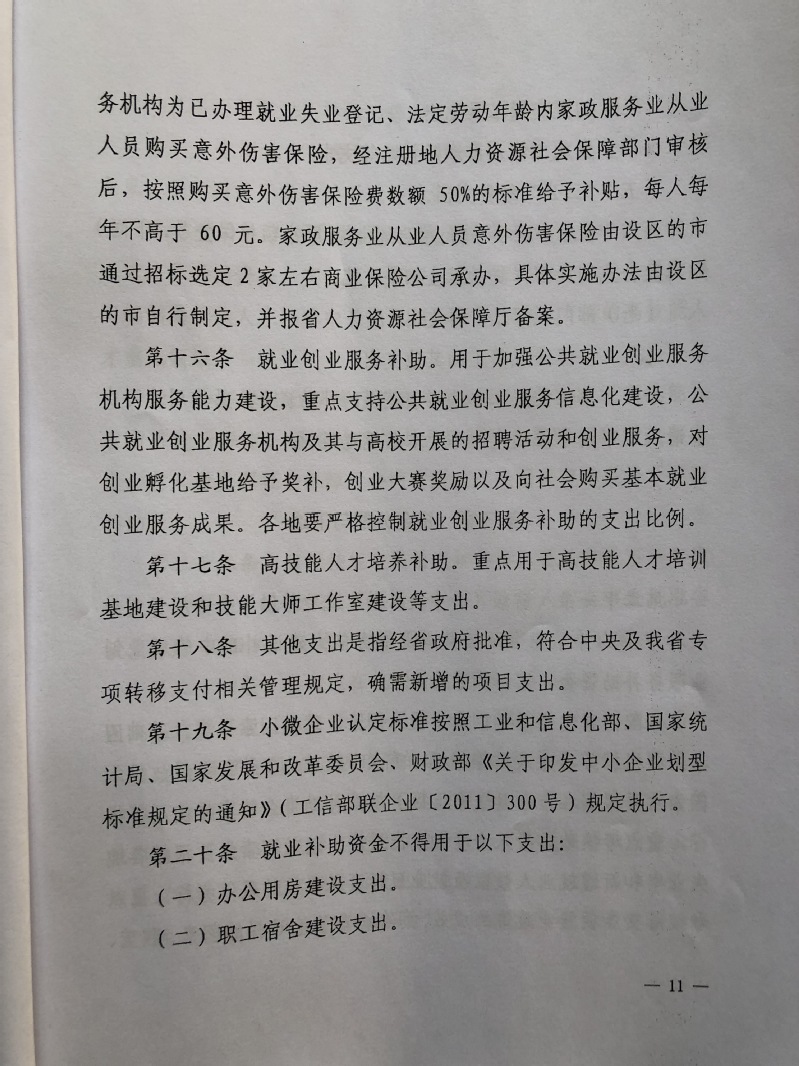 务机构为已办理就业失业登记、法定劳动年龄内家政服务业从业
人员购买意外伤害保险，经注册地人力资源社会保障部门审核
后，按照购买意外伤害保险费数额 50%的标准给予补贴，每人每
年不高于 60 元。家政服务业从业人员意外伤害保险由设区的市
通过招标选定 2 家左右商业保险公司承办，具体实施办法由设区
的市自行制定，并报省人力资源社会保障厅备案。
第十六条 就业创业服务补助。用于加强公共就业创业服务
机构服务能力建设，重点支持公共就业创业服务信息化建设，公
共就业创业服务机构及其与高校开展的招聘活动和创业服务，对
创业孵化基地给予奖补，创业大赛奖励以及向社会购买基本就业
创业服务成果。各地要严格控制就业创业服务补助的支出比例。
第十七条 高技能人才培养补助。重点用于高技能人才培训
基地建设和技能大师工作室建设等支出。
第十八条 其他支出是指经省政府批准，符合中央及我省专
项转移支付相关管理规定，确需新增的项目支出。
第十九条 小微企业认定标准按照工业和信息化部、国家统
计局、国家发展和改革委员会、财政部《关于印发中小企业划型
标准规定的通知》（工信部联企业〔2011〕300 号）规定执行。
第二十条 就业补助资金不得用于以下支出：
（一）办公用房建设支出。
（二）职工宿舍建设支出。
— 11 —